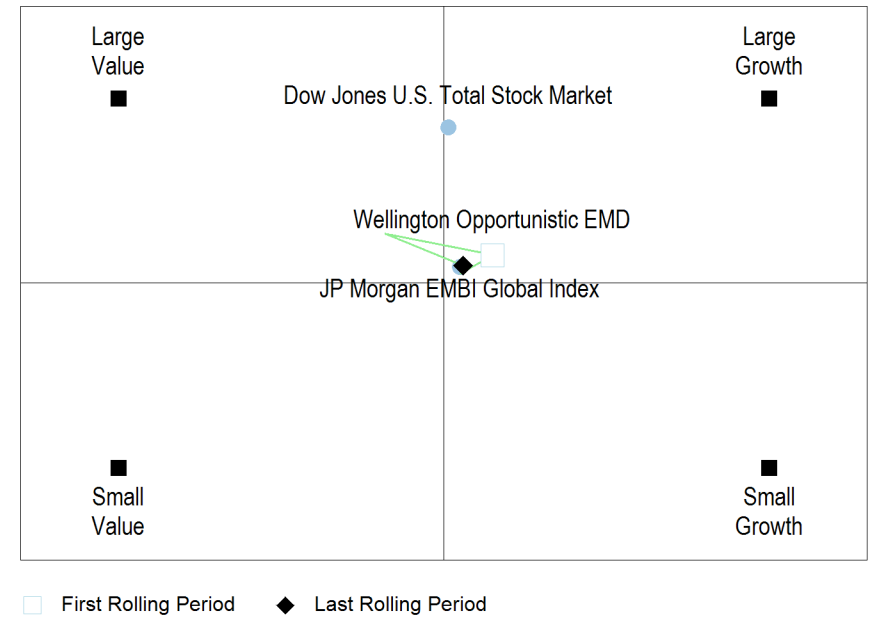 Large
Value
Large
Growth
Dow Jones U.S. Total Stock Market
Wellington Opportunistic EMD
JP Morgan EMBI Global Index
Small
Value
Small
Growth
First Rolling Period
Last Rolling Period